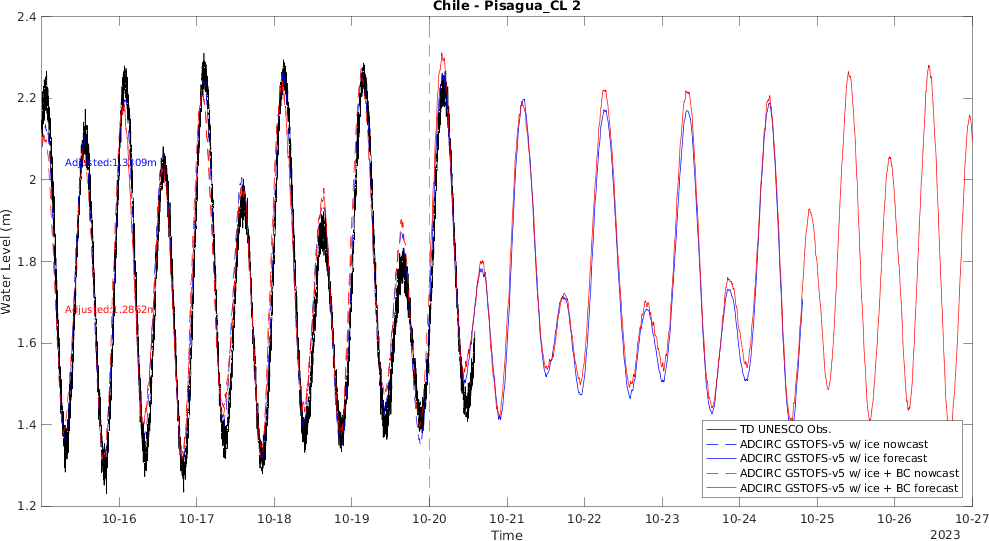 Chile - Pisagua_CL 2
2.4
2.2
2
1.8
1.6
1.4
1.2
Water Level (m)
Adjusted:1.3409m
Adjusted:1.2862m
10-16
10-17
10-18
10-19
10-20
10-21
10-22
10-23
10-24
10-25
10-26
10-27
Time
2023
TD UNESCO Obs.
ADCIRC GSTOFS-v5 w/ ice nowcast
ADCIRC GSTOFS-v5 w/ ice forecast
ADCIRC GSTOFS-v5 w/ ice + BC nowcast
ADCIRC GSTOFS-v5 w/ ice + BC forecast